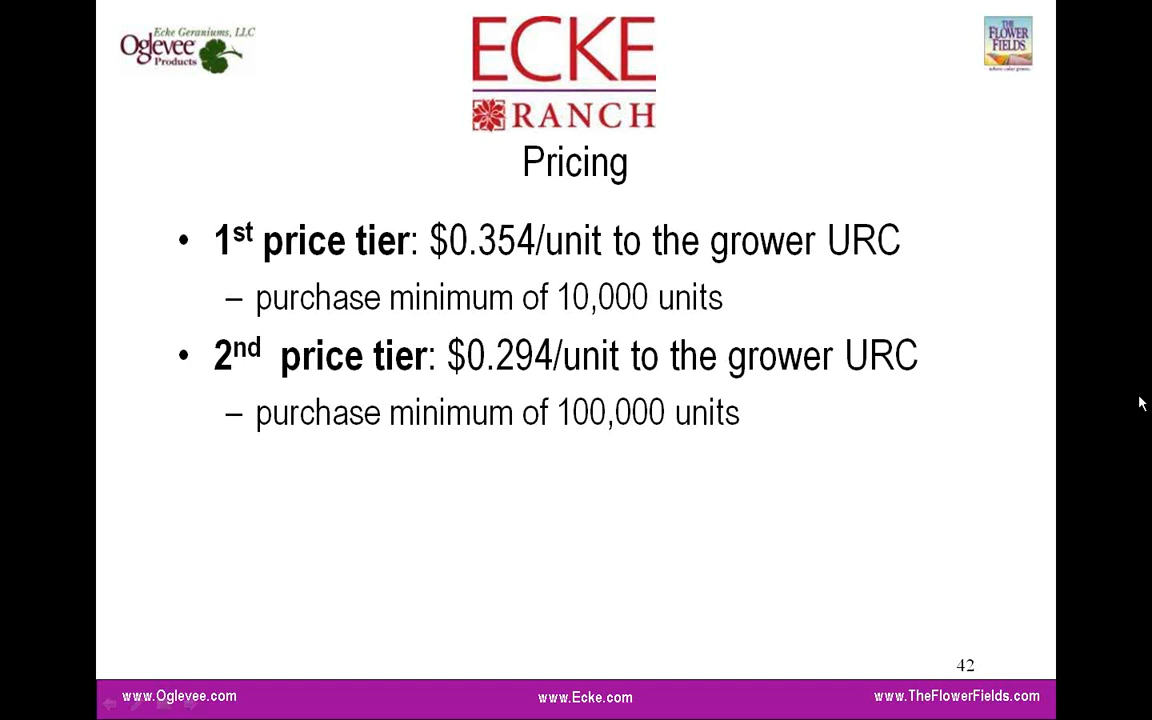 Ecke Geraniums, LLC
Oglevee
Products
ECKE
RANCH
THE
FLOWER
FIELDS
Pricing
• 1st price tier: $0.354/unit to the grower URC
– purchase minimum of 10,000 units
• 2nd price tier: $0.294/unit to the grower URC
– purchase minimum of 100,000 units
42
www.Oglevee.com
www.Ecke.com
www.TheFlowerFields.com